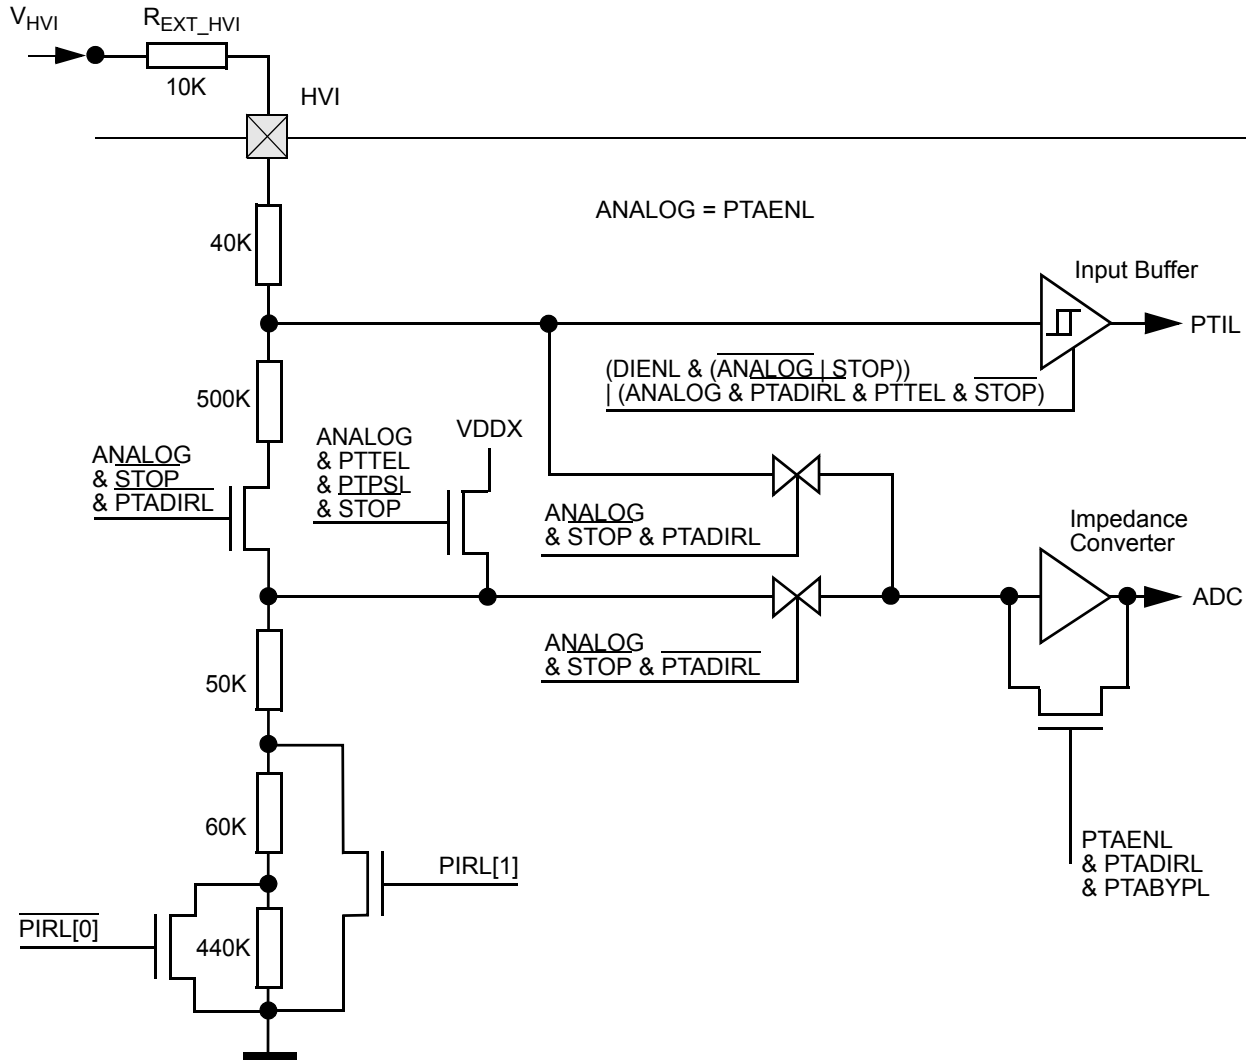 V_HVI
R_EXT_HVI
10K
HVI
ANALOG = PTAENL
40K
Input Buffer
PTIL
(DIENL & (ANALOG | STOP))
| (ANALOG & PTADIRL & PTTEL & STOP)
500K
VDDX
ANALOG
& PTTEL
& PTPSL
& STOP
ANALOG
& STOP
& PTADIRL
ANALOG
& STOP & PTADIRL
Impedance
Converter
ADC
ANALOG
& STOP & PTADIRL
50K
60K
PIRL[1]
PTAENL
& PTADIRL
& PTABYPL
PIRL[0]
440K